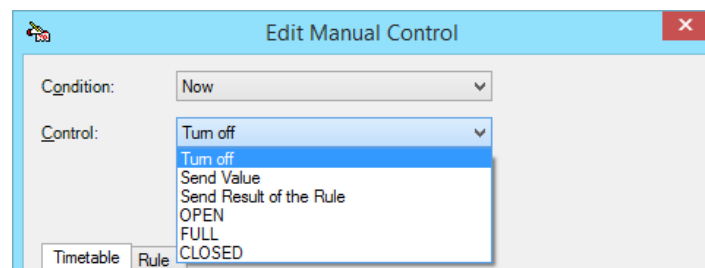 Edit Manual Control
Condition: Now
Control: Turn off
Turn off
Send Value
Send Result of the Rule
OPEN
FULL
CLOSED
Timetable Rule